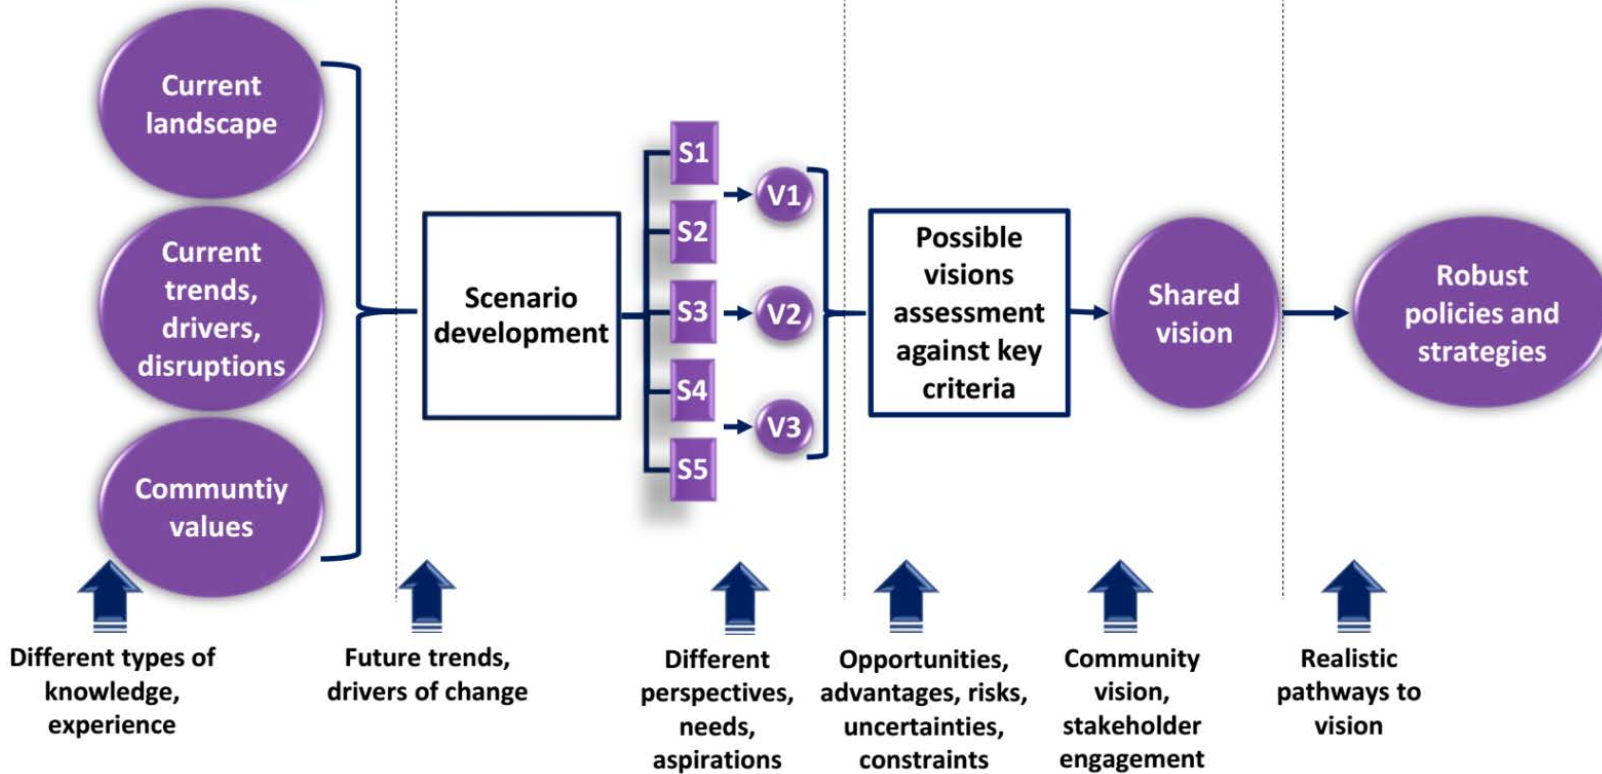 Current
landscape
Current
trends,
drivers,
disruptions
Communtiy
values
Scenario
development
S1
S2
S3
S4
S5
V1
V2
V3
Possible
visions
assessment
against key
criteria
Shared
vision
Robust
policies and
strategies
Different types of
knowledge,
experience
Future trends,
drivers of change
Different
perspectives,
needs,
aspirations
Opportunities,
advantages, risks,
uncertainties,
constraints
Community
vision,
stakeholder
engagement
Realistic
pathways to
vision